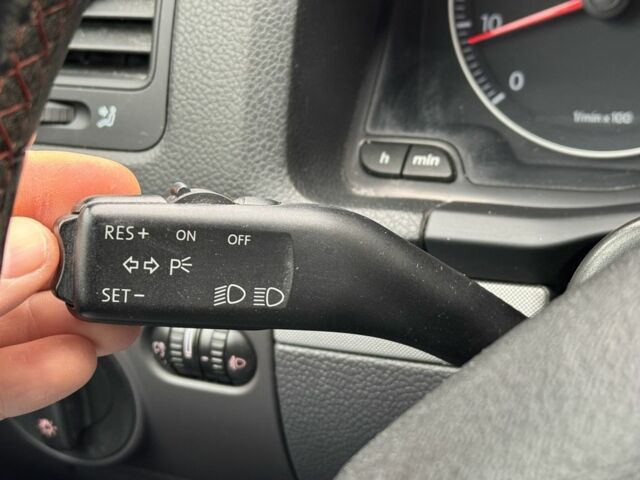 10
0
1/min x 100
h min
RES + ON OFF
P
SET -